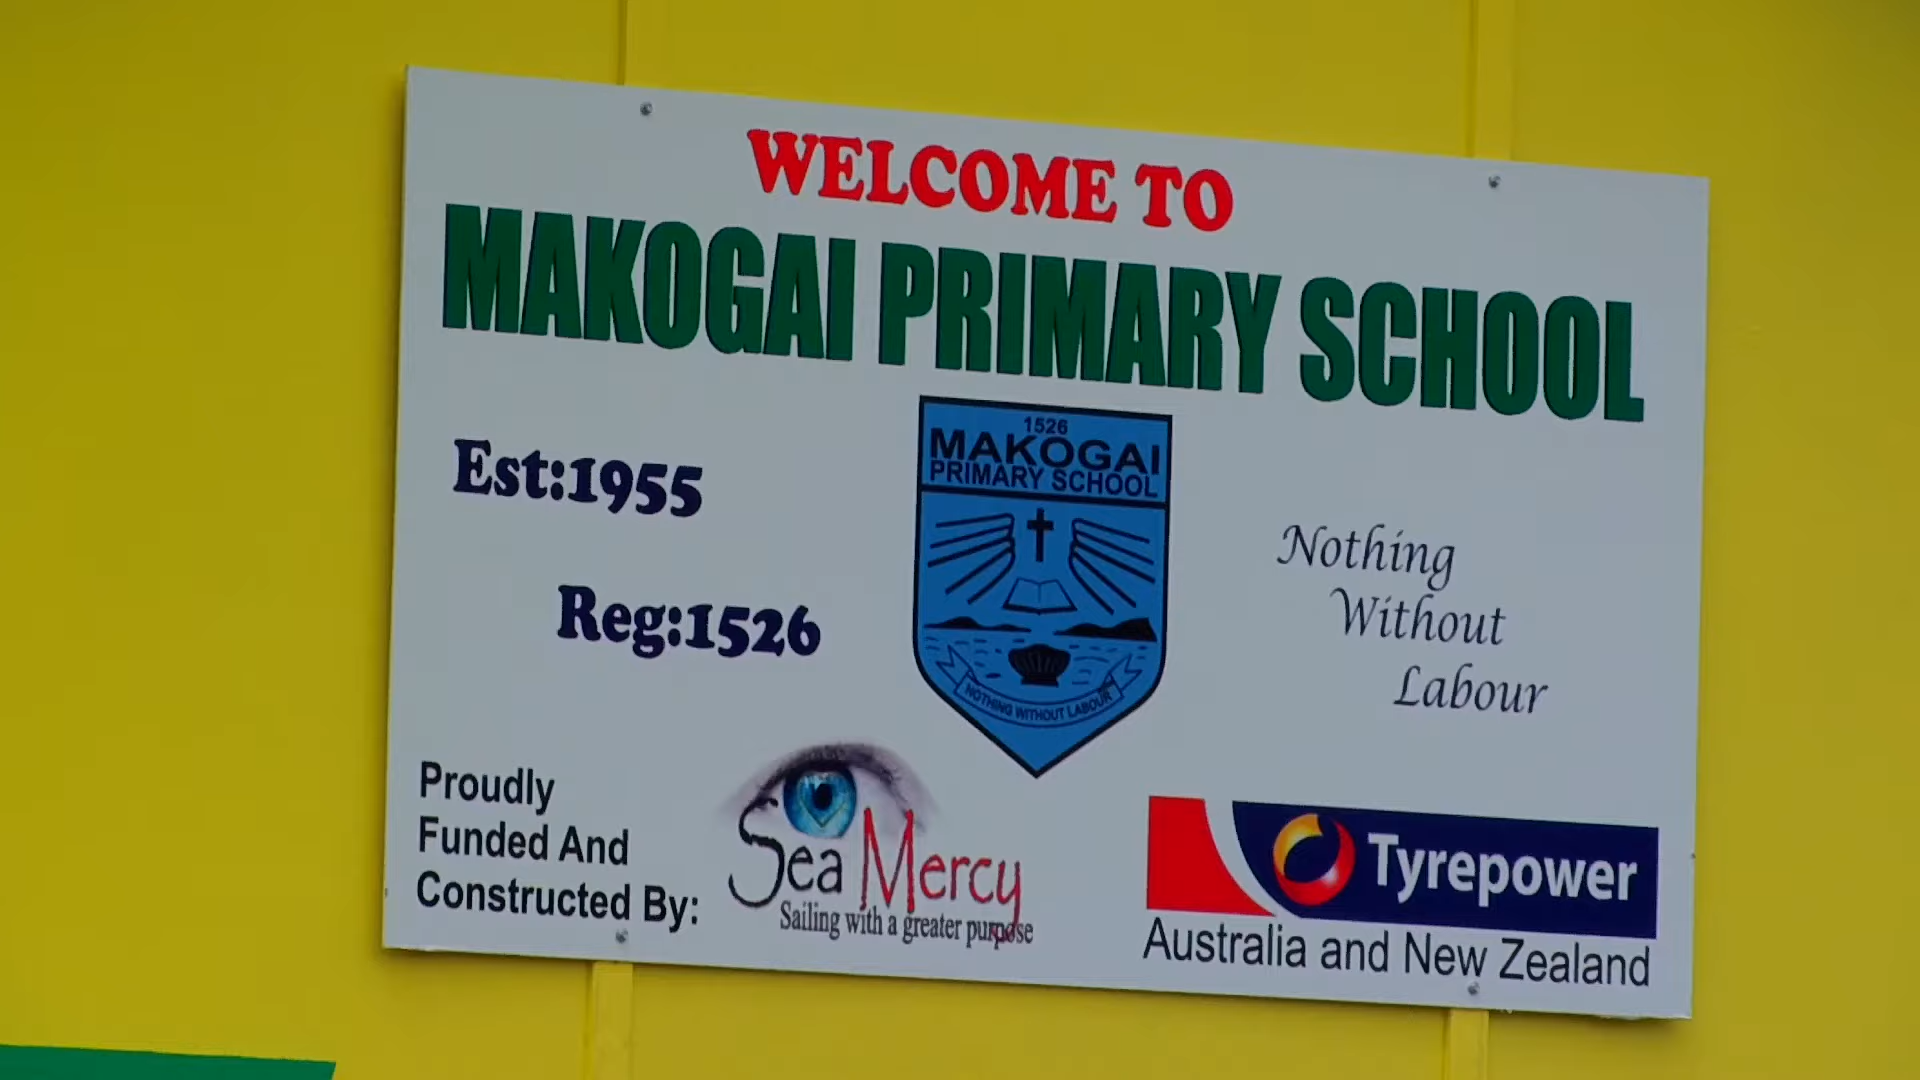 WELCOME TO
MAKOGAI PRIMARY SCHOOL
Est:1955
Reg:1526
1526
MAKOGAI
PRIMARY SCHOOL
NOTHING WITHOUT LABOUR
Nothing
Without
Labour
Proudly
Funded And
Constructed By:
Sea Mercy
Sailing with a greater purpose
Tyrepower
Australia and New Zealand